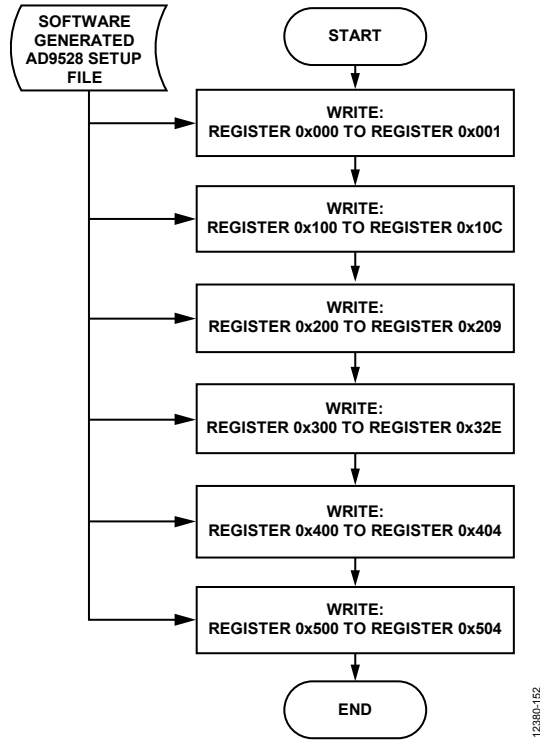 SOFTWARE
GENERATED
AD9528 SETUP
FILE
START
WRITE:
REGISTER 0x000 TO REGISTER 0x001
WRITE:
REGISTER 0x100 TO REGISTER 0x10C
WRITE:
REGISTER 0x200 TO REGISTER 0x209
WRITE:
REGISTER 0x300 TO REGISTER 0x32E
WRITE:
REGISTER 0x400 TO REGISTER 0x404
WRITE:
REGISTER 0x500 TO REGISTER 0x504
END
12380-152